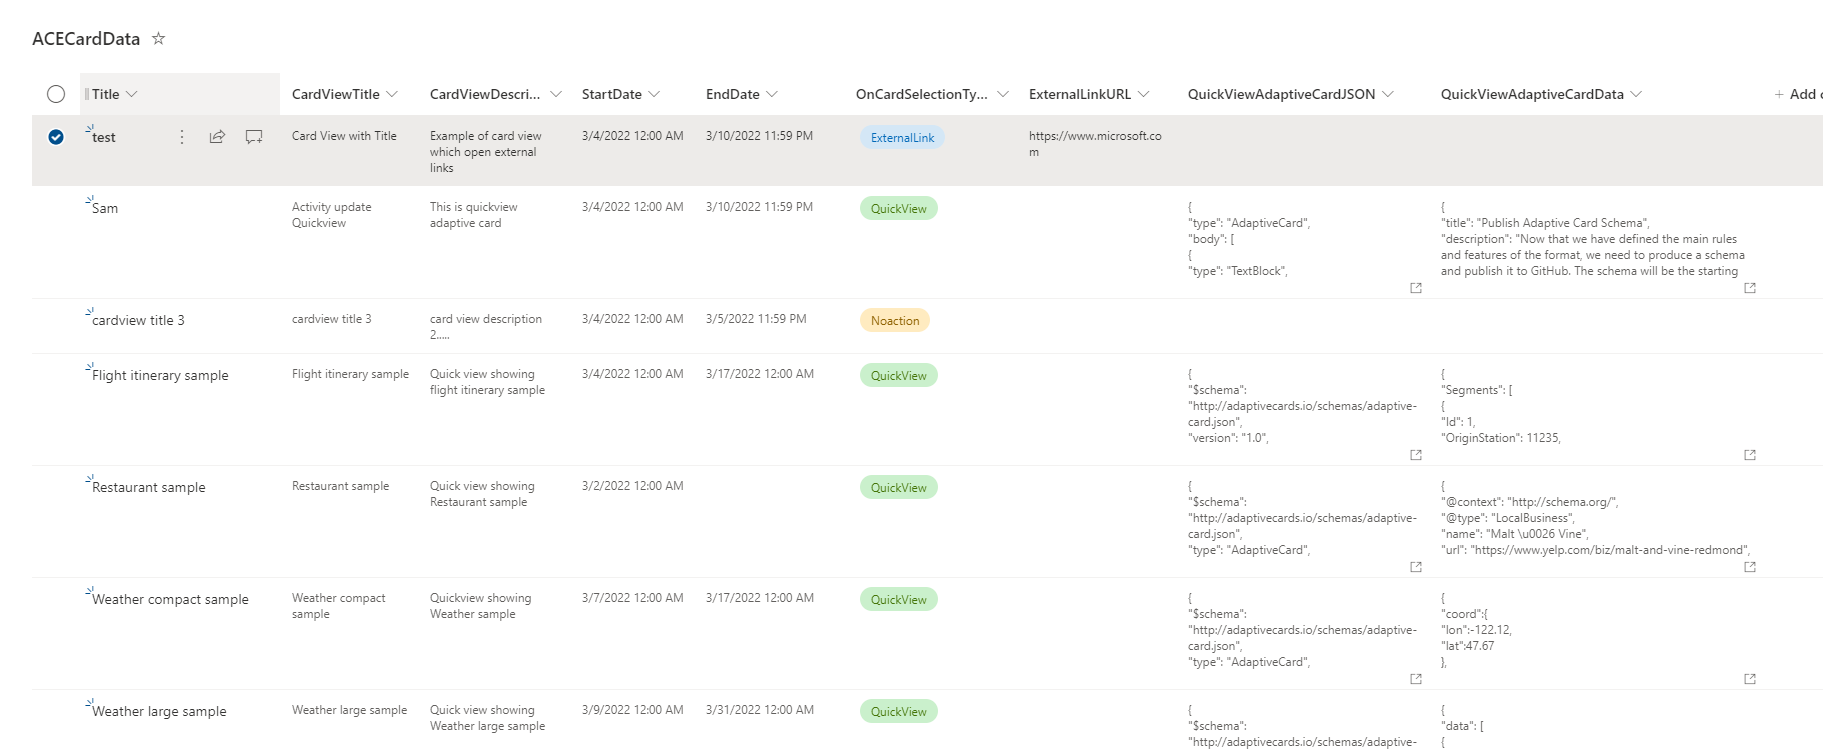 ACECardData
Title
CardViewTitle
CardViewDescri...
StartDate
EndDate
OnCardSelectionTy...
ExternalLinkURL
QuickViewAdaptiveCardJSON
QuickViewAdaptiveCardData
+ Add
test
Card View with Title
Example of card view
which open external
links
3/4/2022 12:00 AM
3/10/2022 11:59 PM
ExternalLink
https://www.microsoft.co
m
Sam
Activity update
Quickview
This is quickview
adaptive card
3/4/2022 12:00 AM
3/10/2022 11:59 PM
QuickView
{
"type": "AdaptiveCard",
"body": [
{
"type": "TextBlock",
{
"title": "Publish Adaptive Card Schema",
"description": "Now that we have defined the main rules
and features of the format, we need to produce a schema
and publish it to GitHub. The schema will be the starting
cardview title 3
cardview title 3
card view description
2.....
3/4/2022 12:00 AM
3/5/2022 11:59 PM
Noaction
Flight itinerary sample
Flight itinerary sample
Quick view showing
flight itinerary sample
3/4/2022 12:00 AM
3/17/2022 12:00 AM
QuickView
{
"$schema":
"http://adaptivecards.io/schemas/adaptive-
card.json",
"version": "1.0",
{
"Segments": [
{
"Id": 1,
"OriginStation": 11235,
Restaurant sample
Restaurant sample
Quick view showing
Restaurant sample
3/2/2022 12:00 AM
QuickView
{
"$schema":
"http://adaptivecards.io/schemas/adaptive-
card.json",
"type": "AdaptiveCard",
{
"@context": "http://schema.org/",
"@type": "LocalBusiness",
"name": "Malt \u0026 Vine",
"url": "https://www.yelp.com/biz/malt-and-vine-redmond",
Weather compact sample
Weather compact
sample
Quickview showing
Weather sample
3/7/2022 12:00 AM
3/17/2022 12:00 AM
QuickView
{
"$schema":
"http://adaptivecards.io/schemas/adaptive-
card.json",
"type": "AdaptiveCard",
{
"coord":{
"lon":-122.12,
"lat":47.67
},
Weather large sample
Weather large sample
Quick view showing
Weather large sample
3/9/2022 12:00 AM
3/31/2022 12:00 AM
QuickView
{
"$schema":
"http://adaptivecards.io/schemas/adaptive-
{
"data": [
{